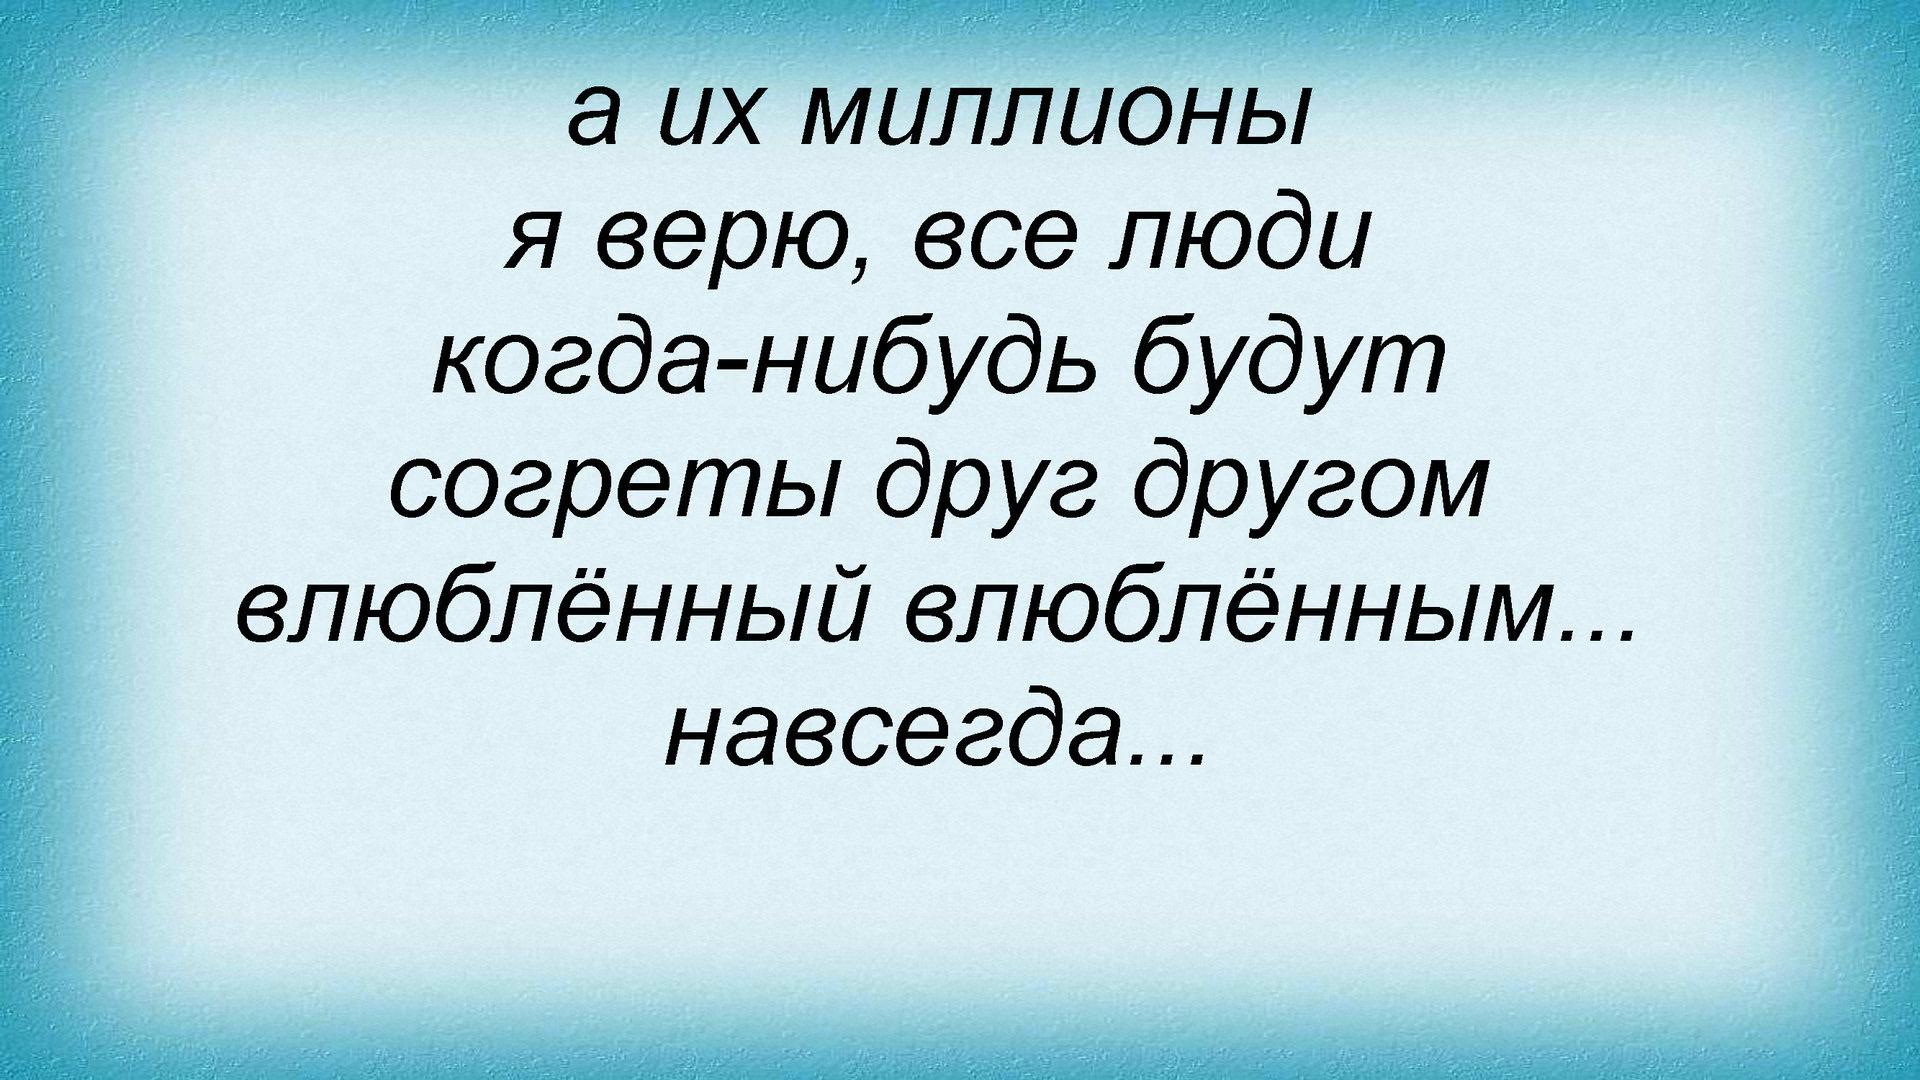 а их миллионы
я верю, все люди
когда-нибудь будут
согреты друг другом
влюблённый влюблённым...
навсегда...